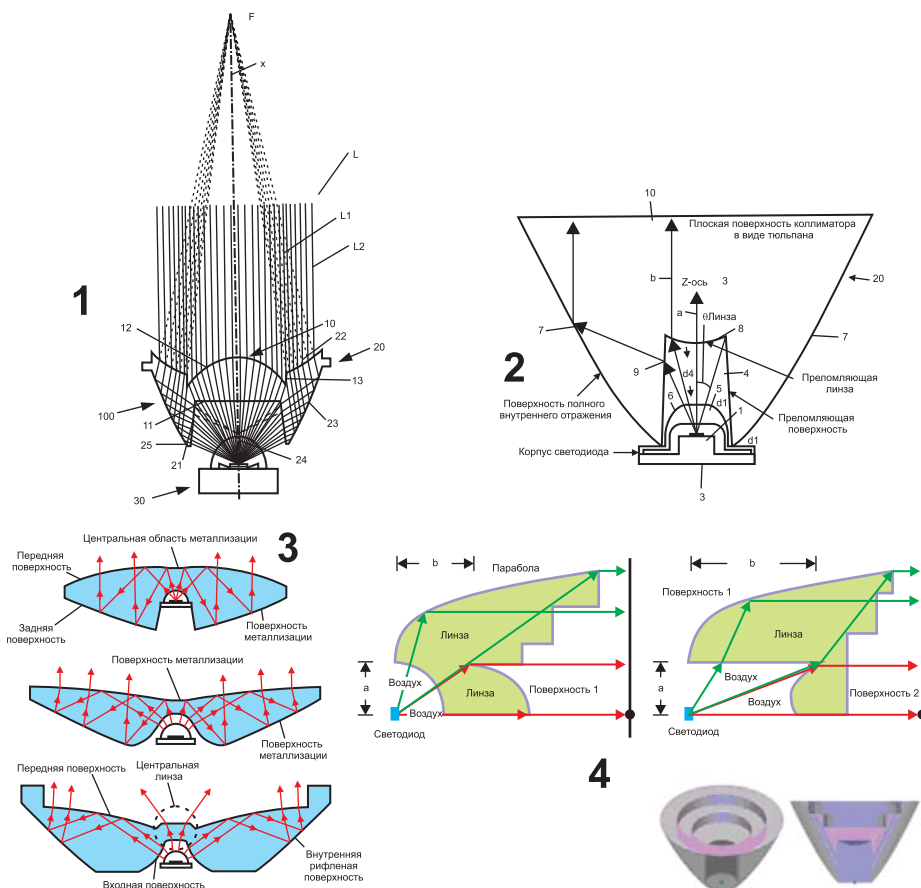 F
x
L
L1
L2
1
12
10
22
20
13
100
11
23
25
21
24
30
10
Плоская поверхность коллиматора
в виде тюльпана
b
Z-ось
3
20
a
θЛинза
7
8
7
2
9
d4
4
Преломляющая
линза
5
Поверхность полного
внутреннего отражения
6
d1
1
Преломляющая
поверхность
d1
Корпус светодиода
3
3
Центральная область металлизации
Передняя
поверхность
Задняя
поверхность
Поверхность
металлизации
Поверхность металлизации
Поверхность
металлизации
Передняя поверхность
Центральная
линза
Внутренняя
рифленая
поверхность
Входная поверхность
b
Парабола
Линза
a
Воздух
Линза
Поверхность 1
Воздух
Светодиод
b
Поверхность 1
Линза
a
Воздух
Воздух
Поверхность 2
Светодиод
4